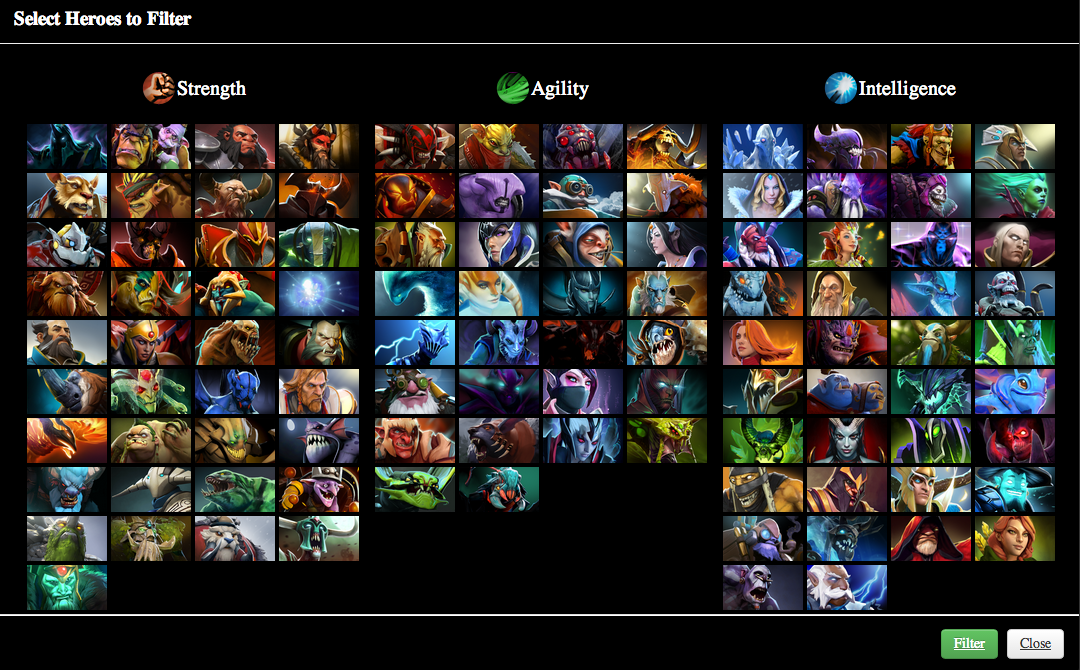 Select Heroes to Filter
Strength
Agility
Intelligence
Filter
Close